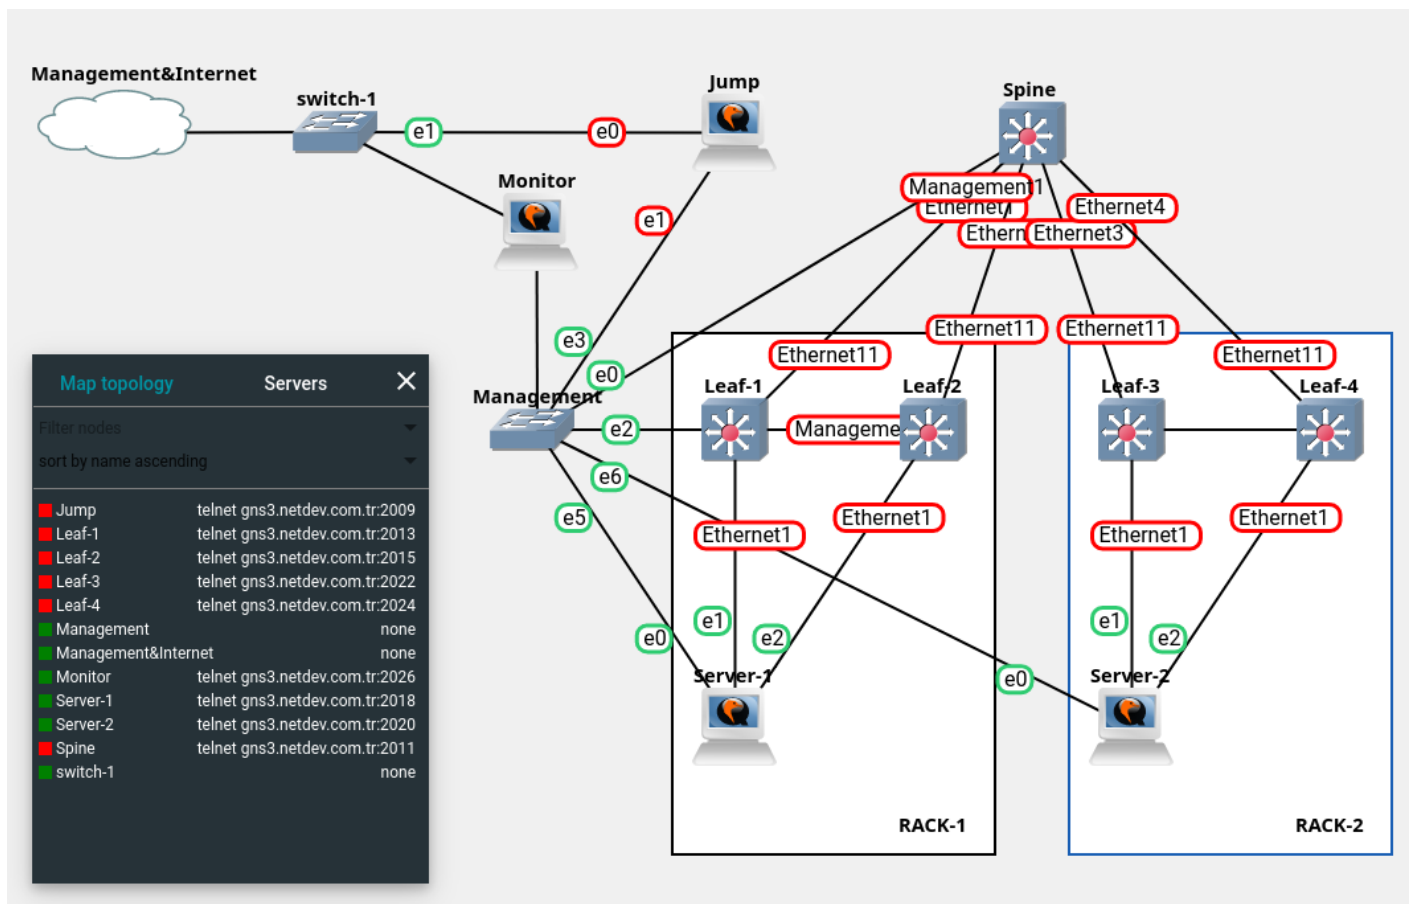 Management&Internet
switch-1
Jump
Spine
e1
e0
Monitor
Management1
Ethernet1
Ethernet4
e1
Ethern
Ethernet3
e3
Ethernet11
Ethernet11
Ethernet11
Ethernet11
e0
Map topology
Servers
Filter nodes
sort by name ascending
Management
Leaf-1
Leaf-2
Leaf-3
Leaf-4
e2
Manageme
e6
e5
Ethernet1
Ethernet1
Ethernet1
Ethernet1
Jump telnet gns3.netdev.com.tr:2009
Leaf-1 telnet gns3.netdev.com.tr:2013
Leaf-2 telnet gns3.netdev.com.tr:2015
Leaf-3 telnet gns3.netdev.com.tr:2022
Leaf-4 telnet gns3.netdev.com.tr:2024
Management none
Management&Internet none
Monitor telnet gns3.netdev.com.tr:2026
Server-1 telnet gns3.netdev.com.tr:2018
Server-2 telnet gns3.netdev.com.tr:2020
Spine telnet gns3.netdev.com.tr:2011
switch-1 none
e0
e1
e2
e1
e2
Server-1
e0
Server-2
RACK-1
RACK-2